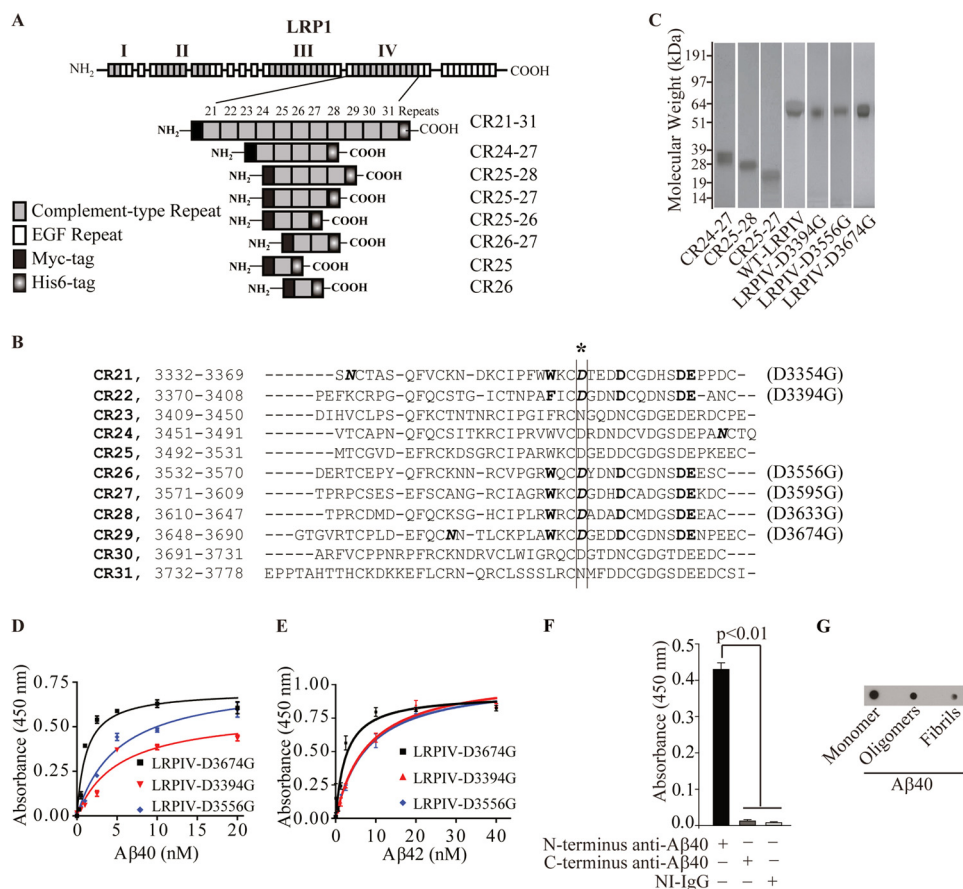 A
LRP1
I II III IV
NH2 COOH
21 22 23 24 25 26 27 28 29 30 31 Repeats
NH2 COOH CR21-31
NH2 COOH CR24-27
NH2 COOH CR25-28
NH2 COOH CR25-27
NH2 COOH CR25-26
NH2 COOH CR26-27
NH2 COOH CR25
NH2 COOH CR26
Complement-type Repeat
EGF Repeat
Myc-tag
His6-tag
C
Molecular Weight (kDa)
191
97
64
51
39
28
19
14
CR24-27
CR25-28
CR25-27
WT-LRPIV
LRPIV-D3394G
LRPIV-D3556G
LRPIV-D3674G
B
*
CR21, 3332-3369 -------SNCTAS-QFVCKN-DKCIPFWWKCDTEDDCGDHSDEPPDC- (D3354G)
CR22, 3370-3408 -----PEFKCRPG-QFQCSTG-ICTNPAFICDGDNDCQDNSDE-ANC- (D3394G)
CR23, 3409-3450 -----DIHVCLPS-QFKCTNTNRCIPGIFRCNGQDNCGDGEDERDCPE-
CR24, 3451-3491 -------VTCAPN-QFQCSITKRCIPRVWVCDRDNDCVDGSDEPANCTQ
CR25, 3492-3531 -------MTCGVD-EFRCKDSGRCIPARWKCDGEDDCGDGSDEPKEEC-
CR26, 3532-3570 -----DERTCEPY-QFRCKNN-RCVPGRWQCDYDNDCGDNSDEESC- (D3556G)
CR27, 3571-3609 -----TPRPCSES-EFSCANG-RCIAGRWKCDGDHDCADGSDEKDC- (D3595G)
CR28, 3610-3647 -----TPRCDMD-QFQCKSG-HCIPLRWRCDADADCMDGSDEEAC- (D3633G)
CR29, 3648-3690 ---GTGVRTCPLD-EFQCNN-TLCKPLAWKCDGEDDCGDNSDENPEEC- (D3674G)
CR30, 3691-3731 -----ARFVCPPNRPFRCKNDRVCLWIGRQCDGTDNCGDGTDEEDC---
CR31, 3732-3778 EPPTAHTTHCKDKKEFLCRN-QRCLSSSLRCNMFDDCGDGSDEEDCSI-
D
Absorbance (450 nm)
0.75
0.50
0.25
0.00
LRPIV-D3674G
LRPIV-D3394G
LRPIV-D3556G
0 5 10 15 20
Aβ40 (nM)
E
Absorbance (450 nm)
1.00
0.75
0.50
0.25
0.00
LRPIV-D3674G
LRPIV-D3394G
LRPIV-D3556G
0 10 20 30 40
Aβ42 (nM)
F
Absorbance (450 nm)
p<0.01
0.5
0.4
0.2
0.1
0.0
N-terminus anti-Aβ40 + − −
C-terminus anti-Aβ40 − + −
NI-IgG − − +
G
Monomer
Oligomers
Fibrils
Aβ40